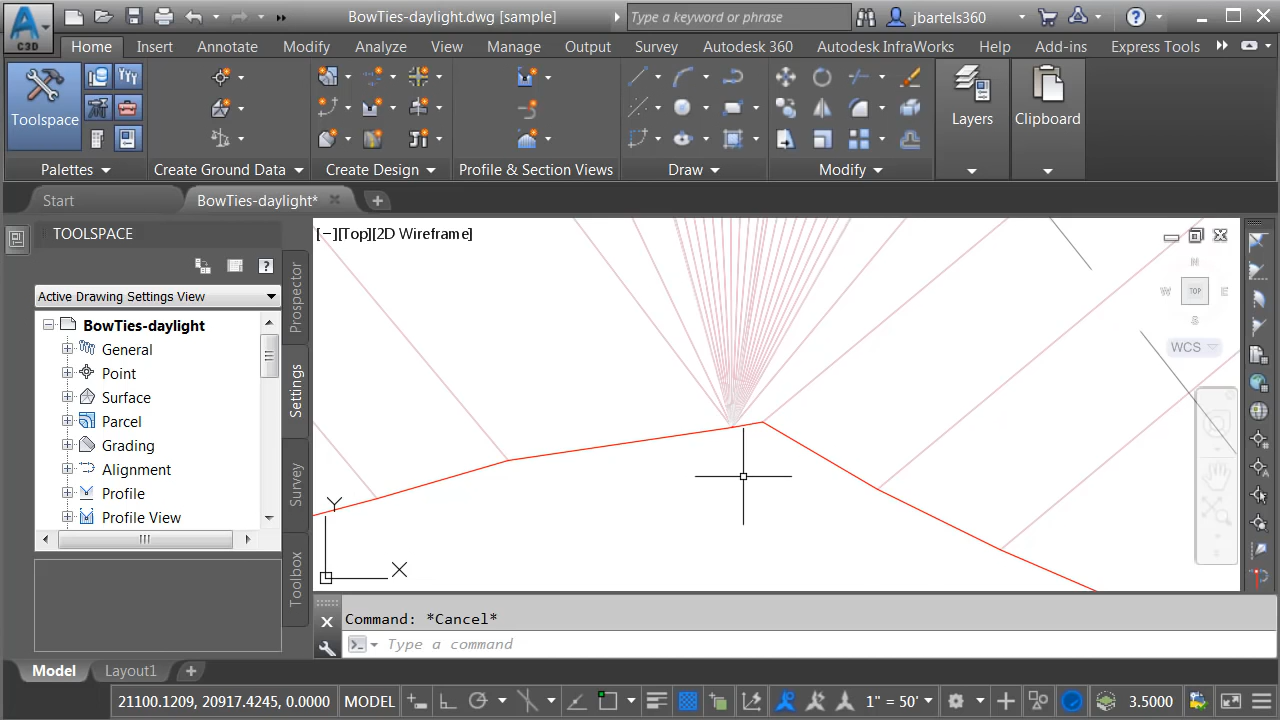 BowTies-daylight.dwg [sample]
Type a keyword or phrase
jbartels360
C3D
Home Insert Annotate Modify Analyze View Manage Output Survey Autodesk 360 Autodesk InfraWorks Help Add-ins Express Tools
Toolspace
Layers
Clipboard
Palettes
Create Ground Data
Create Design
Profile & Section Views
Draw
Modify
Start
BowTies-daylight*
TOOLSPACE
[−][Top][2D Wireframe]
Active Drawing Settings View
BowTies-daylight
General
Point
Surface
Parcel
Grading
Alignment
Profile
Profile View
Prospector
Settings
Survey
Toolbox
N
W
TOP
E
S
WCS
Y
X
Command: *Cancel*
Type a command
Model
Layout1
21100.1209, 20917.4245, 0.0000
MODEL
1" = 50'
3.5000